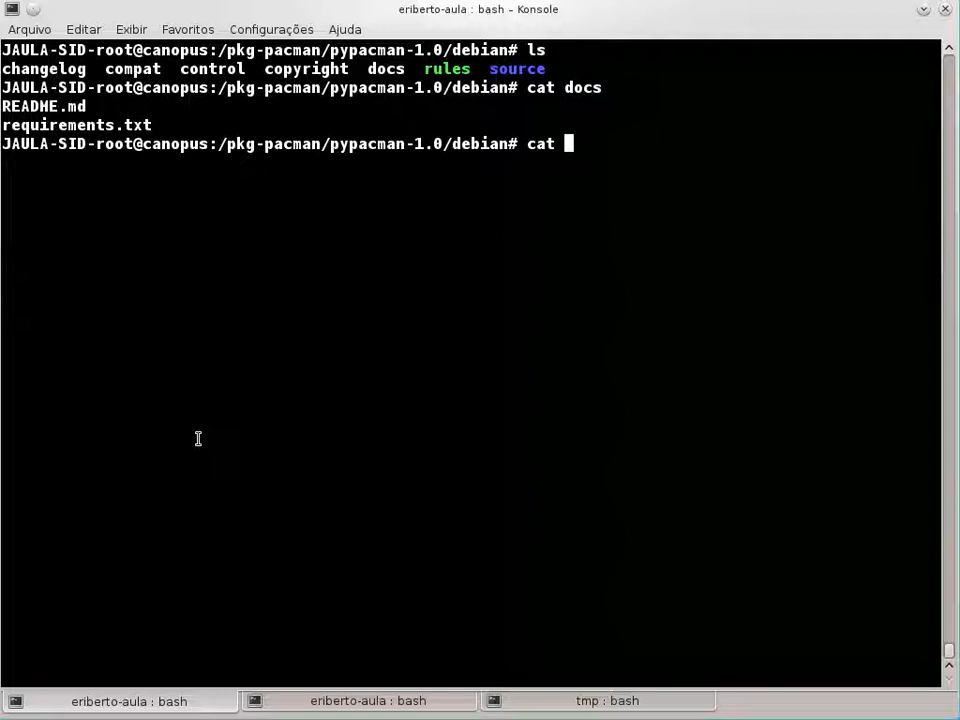 eriberto-aula : bash – Konsole
Arquivo Editar Exibir Favoritos Configurações Ajuda
JAULA-SID-root@canopus:/pkg-pacman/pypacman-1.0/debian# ls
changelog compat control copyright docs rules source
JAULA-SID-root@canopus:/pkg-pacman/pypacman-1.0/debian# cat docs
README.md
requirements.txt
JAULA-SID-root@canopus:/pkg-pacman/pypacman-1.0/debian# cat
eriberto-aula : bash eriberto-aula : bash tmp : bash